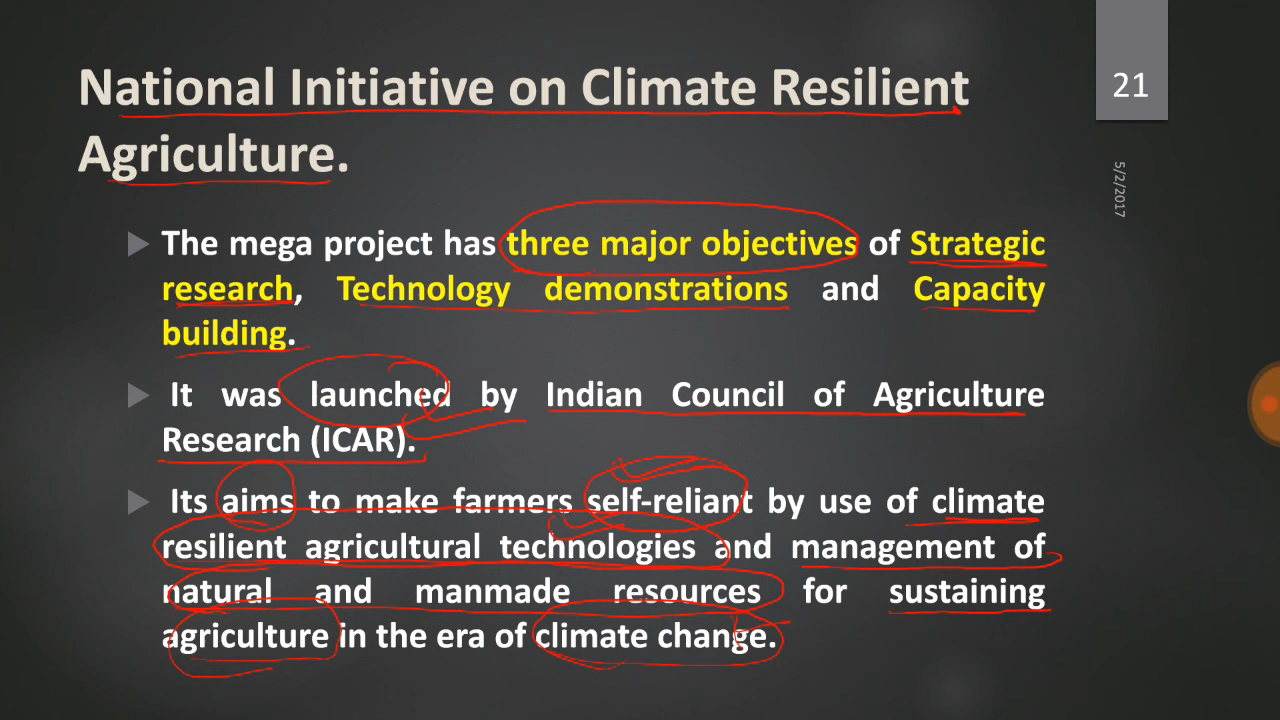 National Initiative on Climate Resilient
Agriculture.
21
5/2/2017
The mega project has three major objectives of Strategic
research, Technology demonstrations and Capacity
building.
It was launched by Indian Council of Agriculture
Research (ICAR).
Its aims to make farmers self-reliant by use of climate
resilient agricultural technologies and management of
natural and manmade resources for sustaining
agriculture in the era of climate change.